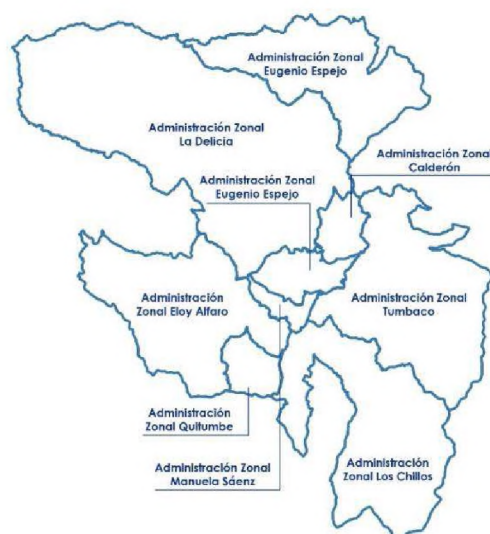 Administración Zonal
Eugenio Espejo
Administración Zonal
La Delicia
Administración Zonal
Calderón
Administración Zonal
Eugenio Espejo
Administración
Zonal Eloy Alfaro
Administración Zonal
Tumbaco
Administración
Zonal Quitumbe
Administración Zonal
Manuela Sáenz
Administración
Zonal Los Chillos